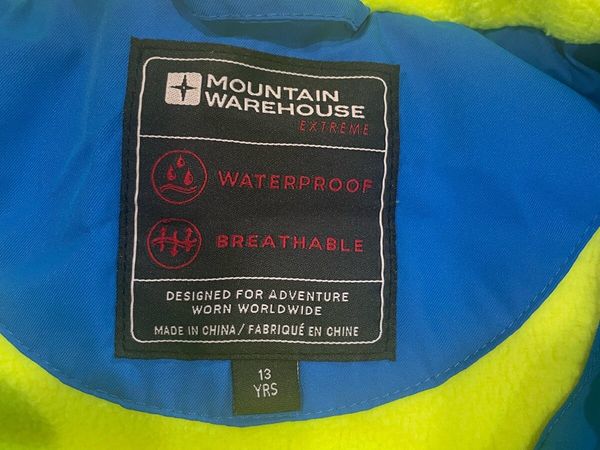 MOUNTAIN
WAREHOUSE
EXTREME
WATERPROOF
BREATHABLE
DESIGNED FOR ADVENTURE
WORN WORLDWIDE
MADE IN CHINA / FABRIQUÉ EN CHINE
13
YRS